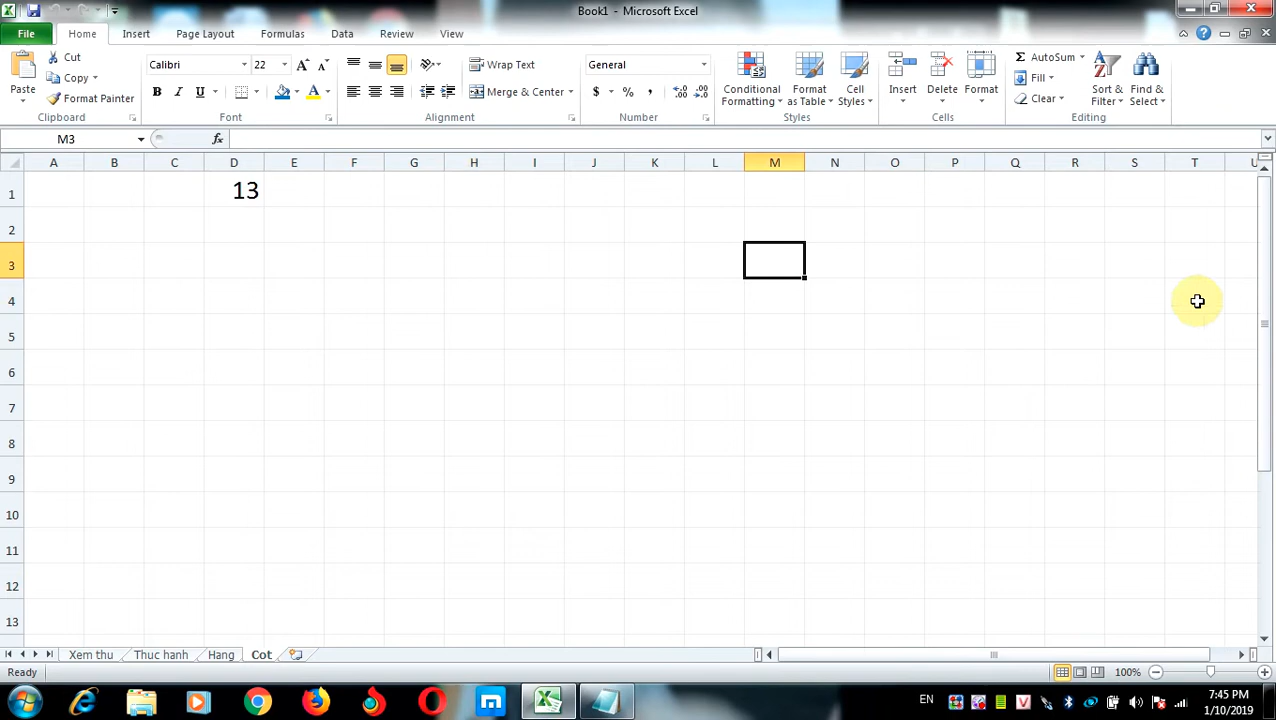 Book1 - Microsoft Excel
File Home Insert Page Layout Formulas Data Review View
Cut
Copy
Format Painter
Paste
Clipboard
Calibri 22
B I U A
Font
Wrap Text
Merge & Center
Alignment
General
$ % ,
Number
Conditional Formatting
Format as Table
Cell Styles
Styles
Insert Delete Format
Cells
Σ AutoSum
Fill
Clear
Sort & Filter
Find & Select
Editing
M3 fx
A B C D E F G H I J K L M N O P Q R S T U
1 13
2
3
4
5
6
7
8
9
10
11
12
13
Xem thu Thuc hanh Hang Cot
Ready 100%
EN 7:45 PM
1/10/2019